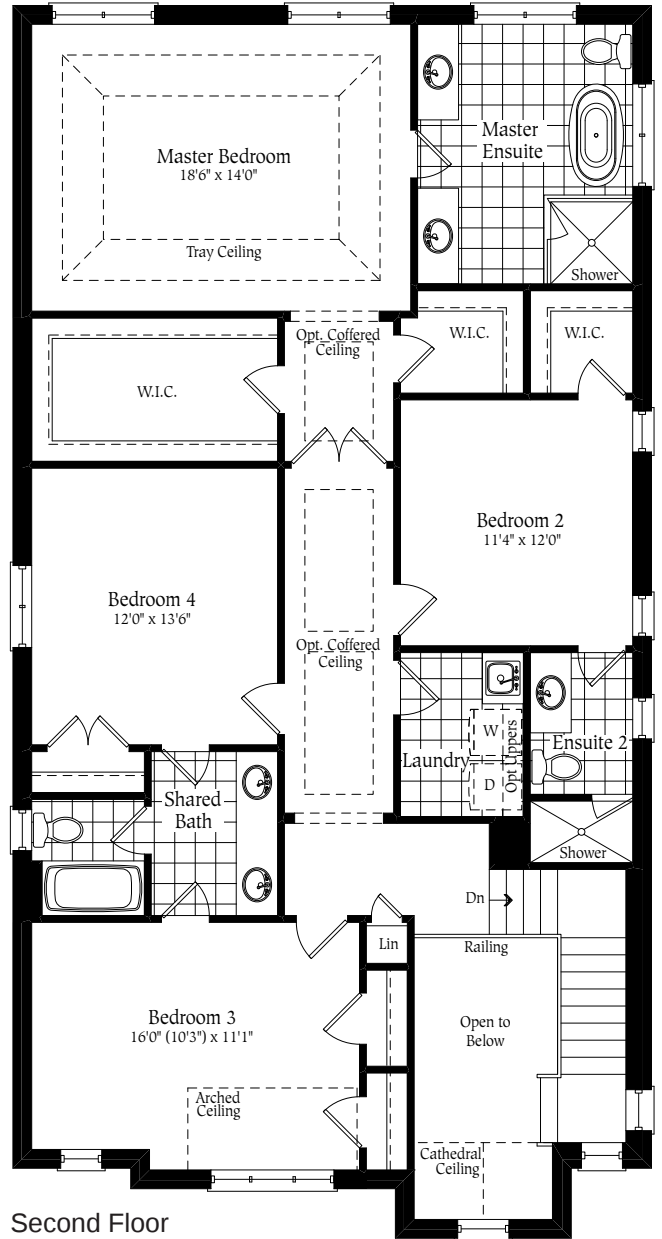 Master Bedroom
18'6" x 14'0"
Tray Ceiling
Master
Ensuite
Shower
Opt. Coffered
Ceiling
W.I.C.
W.I.C.
W.I.C.
Bedroom 2
11'4" x 12'0"
Bedroom 4
12'0" x 13'6"
Opt. Coffered
Ceiling
Laundry
W
D
Opt Uppers
Ensuite 2
Shower
Shared
Bath
Dn
Railing
Lin
Bedroom 3
16'0" (10'3") x 11'1"
Open to
Below
Arched
Ceiling
Cathedral
Ceiling
Second Floor